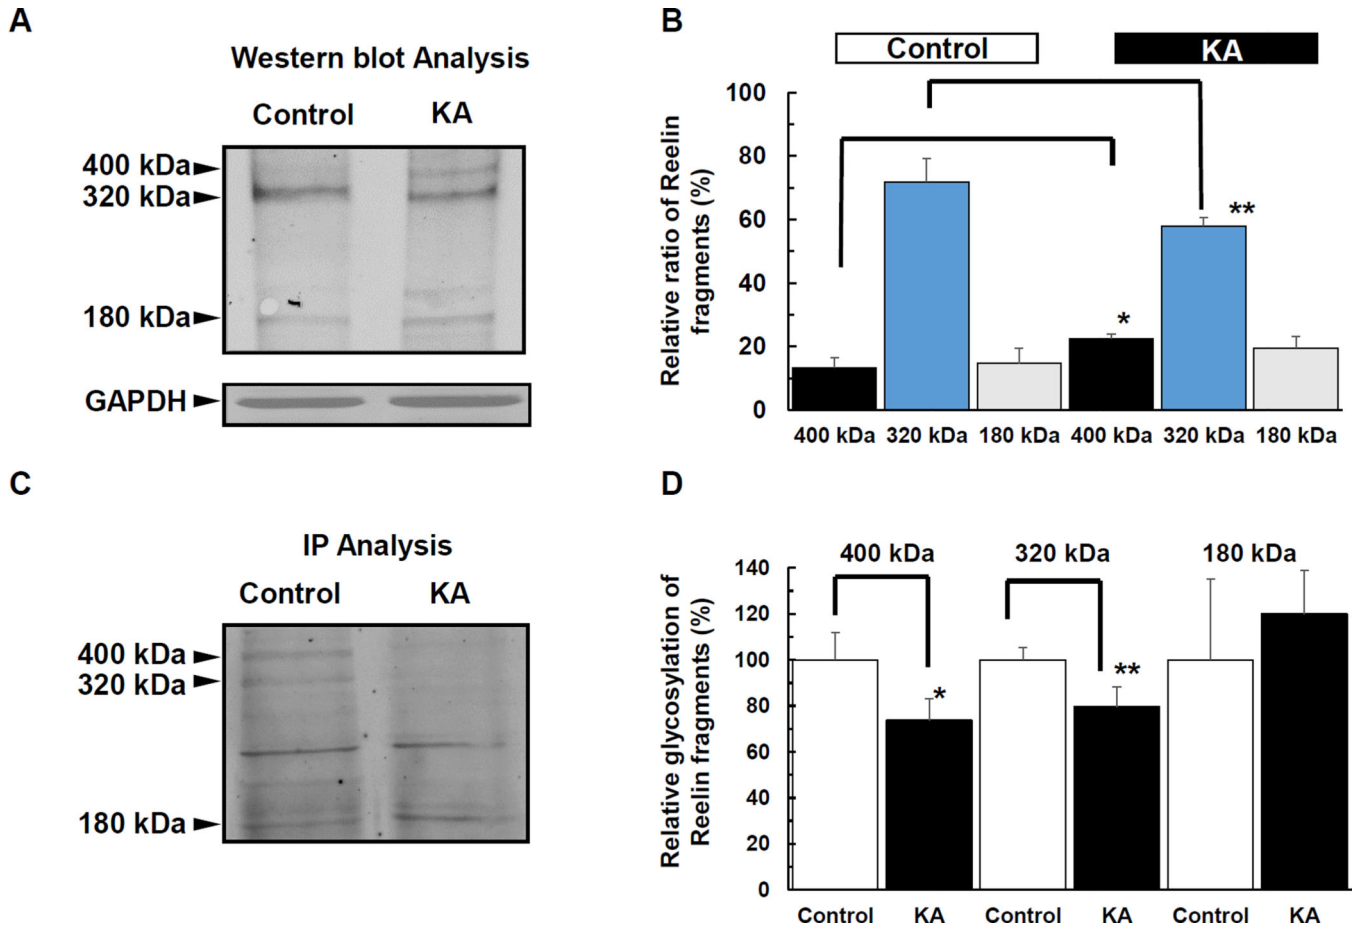 A
Western blot Analysis
Control KA
400 kDa
320 kDa
180 kDa
GAPDH
B
Control KA
Relative ratio of Reelin
fragments (%)
100
80
60
40
20
0
**
*
400 kDa 320 kDa 180 kDa 400 kDa 320 kDa 180 kDa
C
IP Analysis
Control KA
400 kDa
320 kDa
180 kDa
D
400 kDa 320 kDa 180 kDa
Relative glycosylation of
Reelin fragments (%)
140
120
100
80
60
40
20
0
*
**
Control KA Control KA Control KA